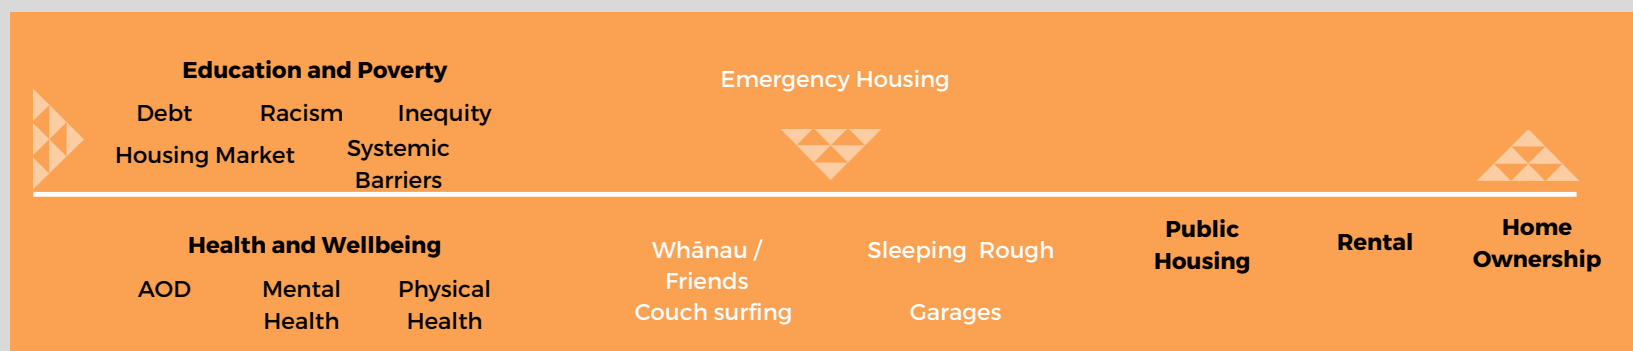 Education and Poverty
Debt Racism Inequity
Housing Market Systemic
Barriers
Emergency Housing
Health and Wellbeing
AOD Mental Physical
Health Health
Whānau /
Friends
Couch surfing
Sleeping Rough
Garages
Public
Housing
Rental
Home
Ownership